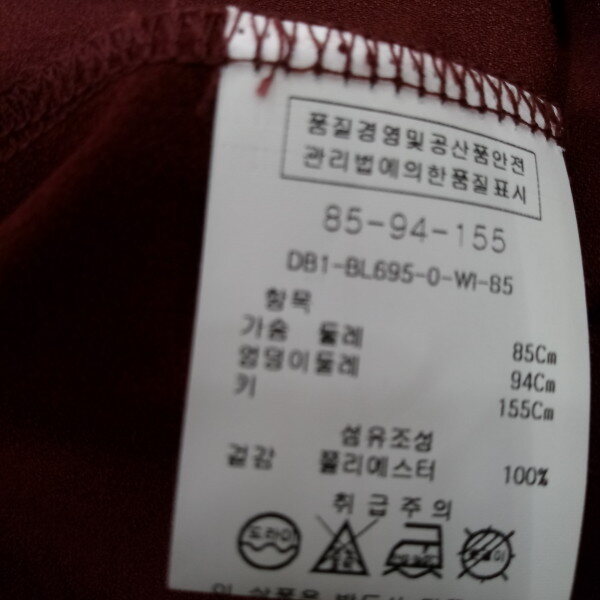 품질경영및공산품안전
관리법에의한품질표시
85-94-155
DB1-BL695-0-WI-85
항목
가슴 둘레 85Cm
엉덩이둘레 94Cm
키 155Cm
섬유조성
겉감 폴리에스터 100%
취급주의
드라이